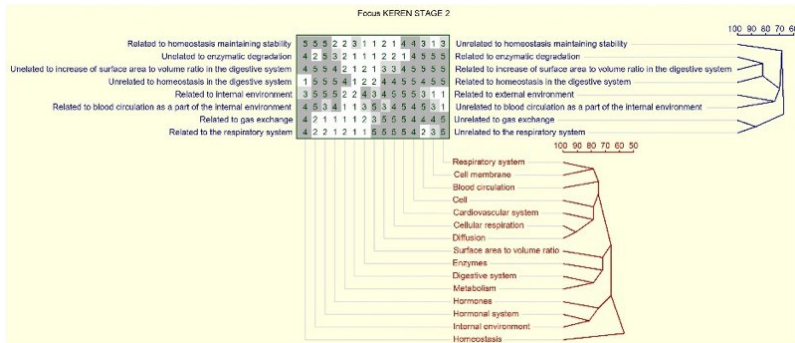 Focus KEREN STAGE 2
100 90 80 70 60
Related to homeostasis maintaining stability 5 5 5 2 2 3 1 1 2 1 4 4 3 1 3 Unrelated to homeostasis maintaining stability
Unelated to enzymatic degradation 4 2 5 3 2 1 1 1 2 2 1 4 5 5 5 Related to enzymatic degradation
Unelated to increase of surface area to volume ratio in the digestive system 4 5 5 4 2 1 2 1 3 3 4 5 5 5 5 Related to increase of surface area to volume ratio in the digestive system
Unrelated to homeostasis in the digestive system 1 5 5 5 4 1 1 2 2 4 4 5 4 5 5 Related to homeostasis in the digestive system
Related to internal environment 3 5 5 5 2 2 4 3 4 5 5 5 3 1 1 Related to external environment
Related to blood circulation as a part of the internal environment 4 5 3 4 1 1 3 5 3 4 5 4 5 3 1 Unrelated to blood circulation as a part of the internal environment
Related to gas exchange 4 2 1 1 1 1 2 3 5 5 5 4 4 4 5 Unrelated to gas exchange
Related to the respiratory system 4 2 2 1 2 1 1 5 5 5 5 4 2 3 5 Unrelated to the respiratory system
100 90 80 70 60 50
Respiratory system
Cell membrane
Blood circulation
Cell
Cardiovascular system
Cellular respiration
Diffusion
Surface area to volume ratio
Enzymes
Digestive system
Metabolism
Hormones
Hormonal system
Internal environment
Homeostasis